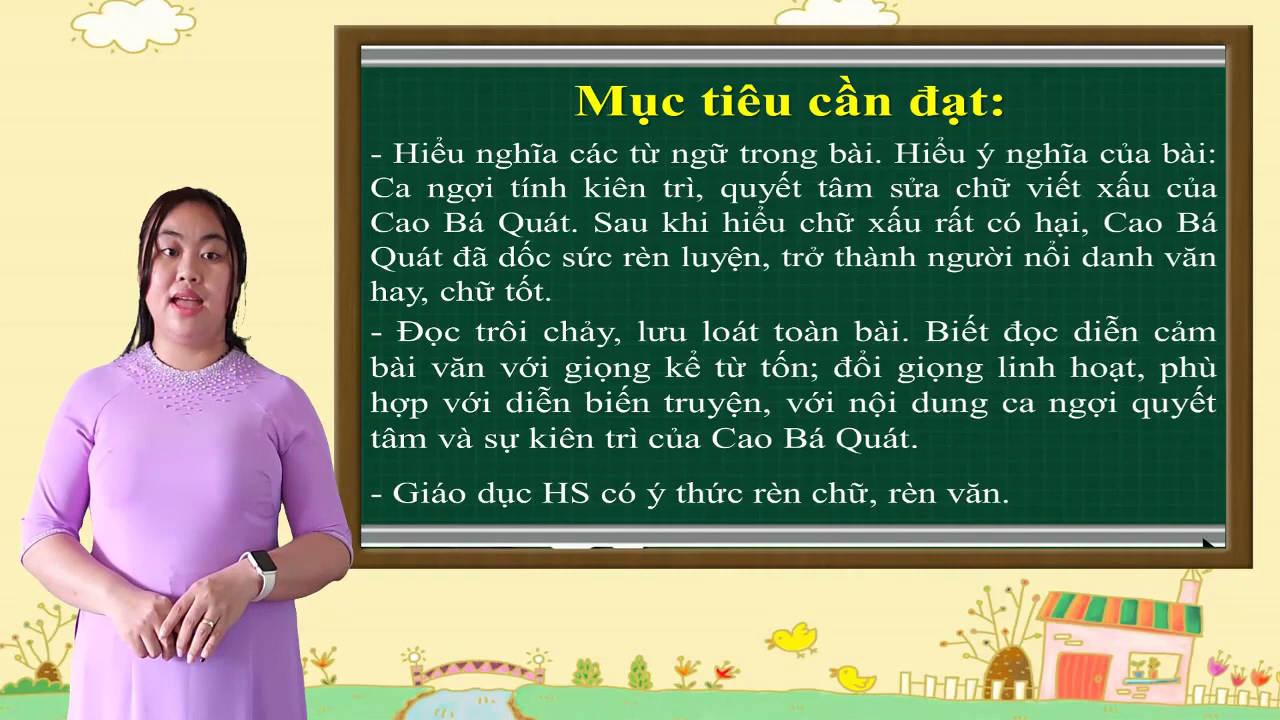 Mục tiêu cần đạt:
- Hiểu nghĩa các từ ngữ trong bài. Hiểu ý nghĩa của bài:
Ca ngợi tính kiên trì, quyết tâm sửa chữ viết xấu của
Cao Bá Quát. Sau khi hiểu chữ xấu rất có hại, Cao Bá
Quát đã dốc sức rèn luyện, trở thành người nổi danh văn
hay, chữ tốt.
- Đọc trôi chảy, lưu loát toàn bài. Biết đọc diễn cảm
bài văn với giọng kể từ tốn; đổi giọng linh hoạt, phù
hợp với diễn biến truyện, với nội dung ca ngợi quyết
tâm và sự kiên trì của Cao Bá Quát.
- Giáo dục HS có ý thức rèn chữ, rèn văn.